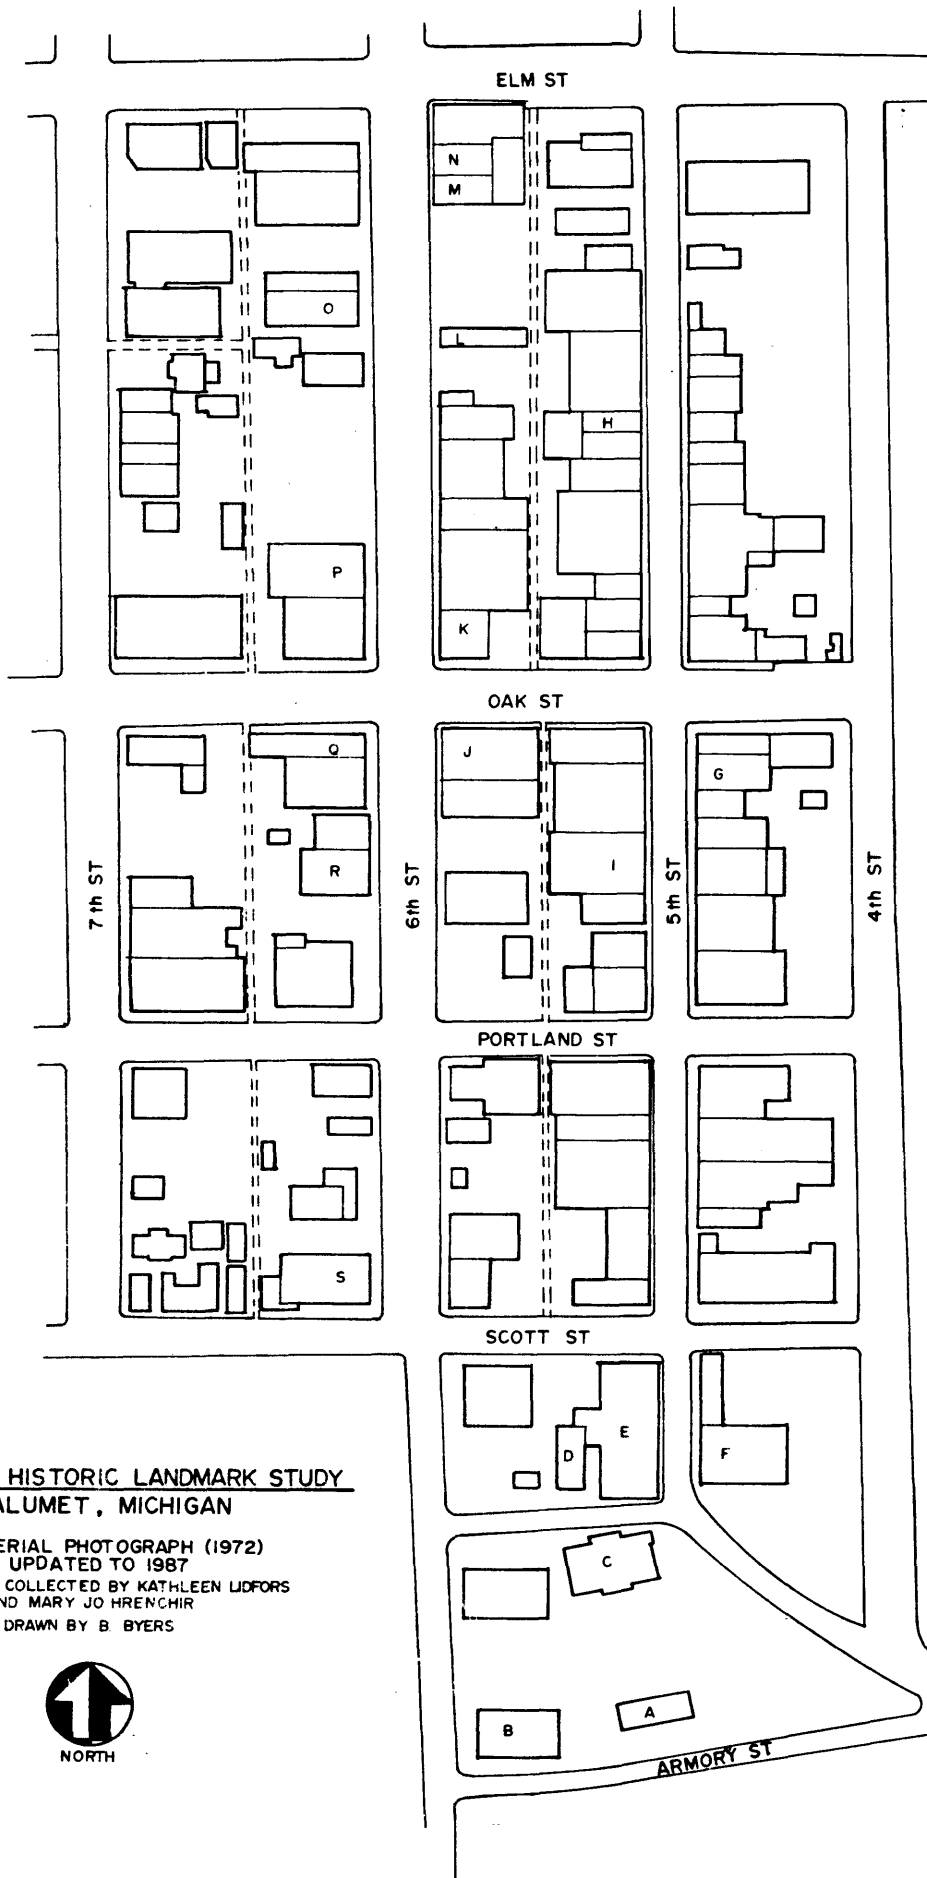 ELM ST
N
M
O
L
H
P
K
OAK ST
Q
J
G
I
R
7th ST
6th ST
5th ST
4th ST
PORTLAND ST
S
SCOTT ST
E
D
F
HISTORIC LANDMARK STUDY
ALUMET, MICHIGAN
ERIAL PHOTOGRAPH (1972)
UPDATED TO 1987
COLLECTED BY KATHLEEN LIDFORS
ND MARY JO HRENCHIR
DRAWN BY B. BYERS
C
A
B
NORTH
ARMORY ST